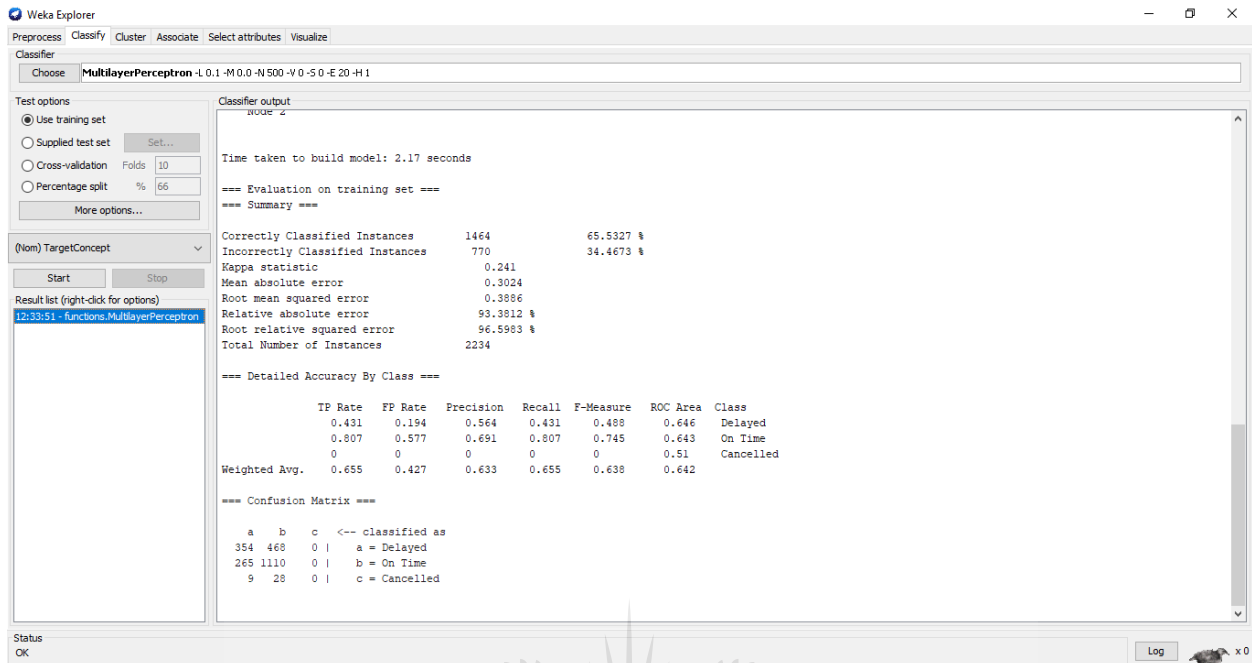 Weka Explorer
Preprocess Classify Cluster Associate Select attributes Visualize
Classifier
Choose MultilayerPerceptron -L 0.1 -M 0.0 -N 500 -V 0 -S 0 -E 20 -H 1
Test options
Use training set
Supplied test set Set...
Cross-validation Folds 10
Percentage split % 66
More options...
(Nom) TargetConcept
Start Stop
Result list (right-click for options)
12:33:51 - functions.MultilayerPerceptron
Classifier output
Node 2
Time taken to build model: 2.17 seconds
=== Evaluation on training set ===
=== Summary ===
Correctly Classified Instances 1464 65.5327 %
Incorrectly Classified Instances 770 34.4673 %
Kappa statistic 0.241
Mean absolute error 0.3024
Root mean squared error 0.3886
Relative absolute error 93.3812 %
Root relative squared error 96.5983 %
Total Number of Instances 2234
=== Detailed Accuracy By Class ===
TP Rate FP Rate Precision Recall F-Measure ROC Area Class
0.431 0.194 0.564 0.431 0.488 0.646 Delayed
0.807 0.577 0.691 0.807 0.745 0.643 On Time
0 0 0 0 0 0.51 Cancelled
Weighted Avg. 0.655 0.427 0.633 0.655 0.638 0.642
=== Confusion Matrix ===
a b c <-- classified as
354 468 0 | a = Delayed
265 1110 0 | b = On Time
9 28 0 | c = Cancelled
Status
OK
Log x 0